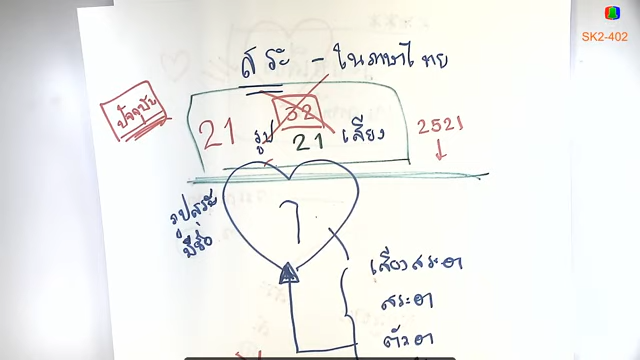 SK2-402
สระ - ในภาษาไทย
ปัจจุบัน
32
21 รูป 21 เสียง
2521
รูปสระ
มีชื่อ
า
เสียงสระอา
สระอา
ตัวอา